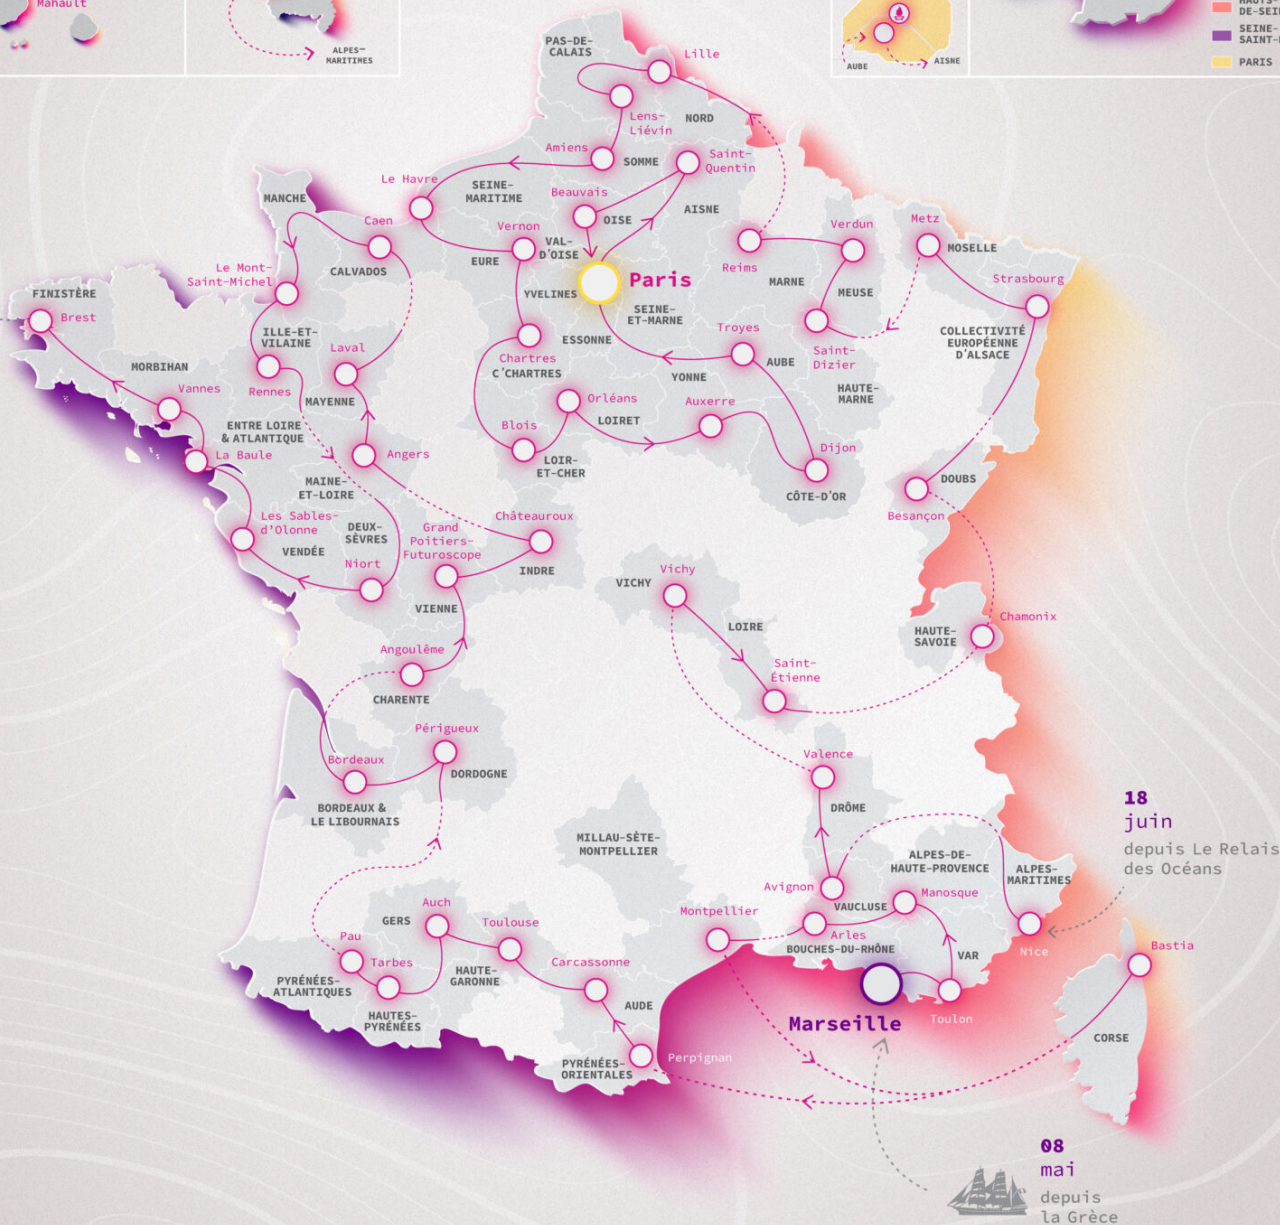 Mahault
ALPES-
MARITIMES
AUBE
AISNE
DE-SEI
SEINE-
SAINT-
PARIS
PAS-DE-
CALAIS
Lille
Lens-
Liévin
NORD
Amiens
SOMME
Saint-
Quentin
Le Havre
SEINE-
MARITIME
Beauvais
OISE
AISNE
MANCHE
Caen
CALVADOS
Vernon
EURE
VAL-
D'OISE
Paris
YVELINES
SEINE-
ET-MARNE
ESSONNE
Reims
Verdun
Metz
MOSELLE
MARNE
MEUSE
Strasbourg
COLLECTIVITÉ
EUROPÉENNE
D'ALSACE
Saint-
Dizier
Le Mont-
Saint-Michel
FINISTÈRE
Brest
ILLE-ET-
VILAINE
Laval
Rennes
MAYENNE
MORBIHAN
Vannes
ENTRE LOIRE
& ATLANTIQUE
La Baule
Chartres
C'CHARTRES
Troyes
AUBE
YONNE
HAUTE-
MARNE
Orléans
LOIRET
Auxerre
Blois
LOIR-
ET-CHER
Dijon
CÔTE-D'OR
DOUBS
Besançon
Angers
MAINE-
ET-LOIRE
Les Sables-
d'Olonne
VENDÉE
DEUX-
SÈVRES
Niort
Grand
Poitiers-
Futuroscope
Châteauroux
INDRE
VIENNE
VICHY
Vichy
LOIRE
Chamonix
HAUTE-
SAVOIE
Saint-
Étienne
Angoulême
CHARENTE
Périgueux
DORDOGNE
Bordeaux
BORDEAUX &
LE LIBOURNAIS
Valence
DRÔME
MILLAU-SÈTE-
MONTPELLIER
18
juin
depuis Le Relais
des Océans
ALPES-DE-
HAUTE-PROVENCE
ALPES-
MARITIMES
Avignon
VAUCLUSE
Manosque
Montpellier
Arles
BOUCHES-DU-RHÔNE
VAR
Nice
Bastia
CORSE
Marseille
Toulon
Auch
GERS
Toulouse
Pau
Tarbes
PYRÉNÉES-
ATLANTIQUES
HAUTES-
PYRÉNÉES
HAUTE-
GARONNE
Carcassonne
AUDE
Perpignan
PYRÉNÉES-
ORIENTALES
08
mai
depuis
la Grèce